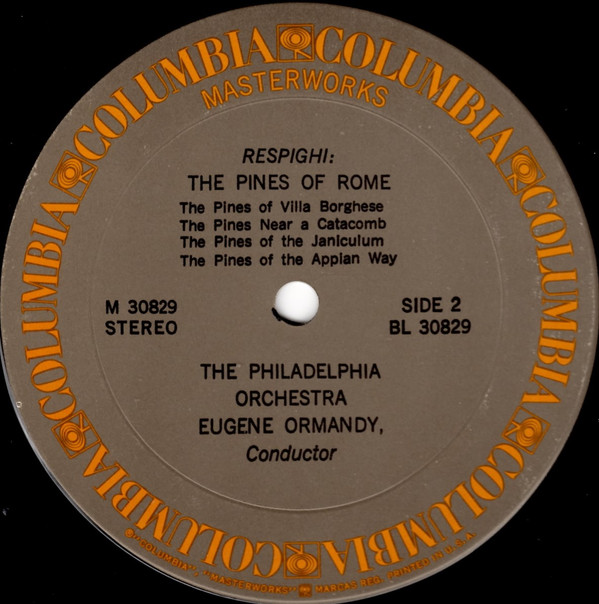 COLUMBIA COLUMBIA COLUMBIA COLUMBIA COLUMBIA COLUMBIA COLUMBIA
MASTERWORKS
RESPIGHI:
THE PINES OF ROME
The Pines of Villa Borghese
The Pines Near a Catacomb
The Pines of the Janiculum
The Pines of the Appian Way
M 30829
STEREO
SIDE 2
BL 30829
THE PHILADELPHIA
ORCHESTRA
EUGENE ORMANDY,
Conductor
® "COLUMBIA", "MASTERWORKS" MARCAS REG. PRINTED IN U.S.A.